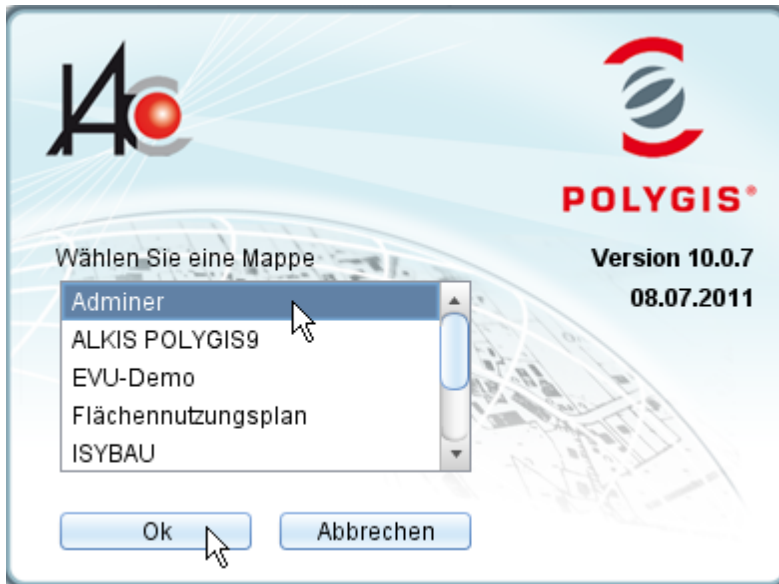 IAC
POLYGIS®
Version 10.0.7
08.07.2011
Wählen Sie eine Mappe
Adminer
ALKIS POLYGIS9
EVU-Demo
Flächennutzungsplan
ISYBAU
Ok
Abbrechen